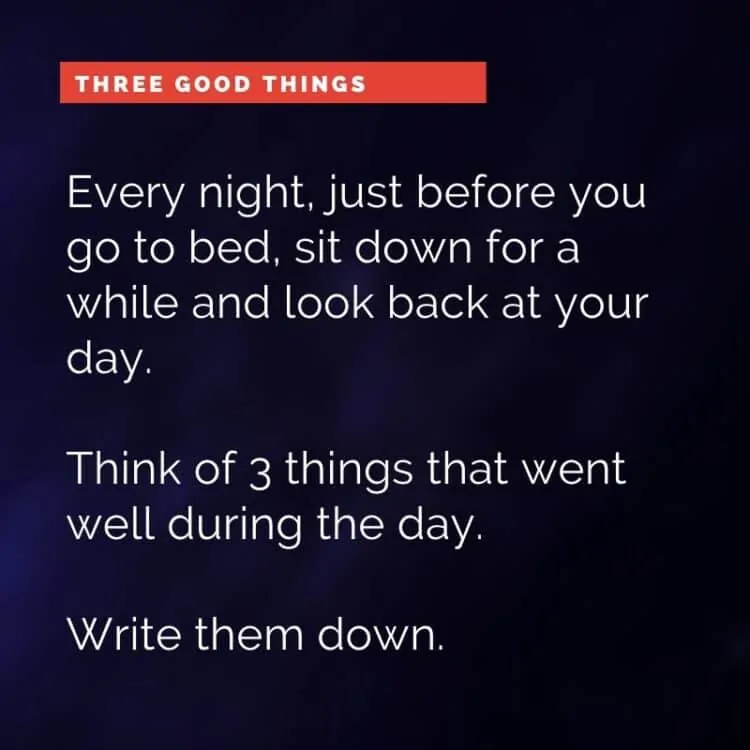 THREE GOOD THINGS
Every night, just before you
go to bed, sit down for a
while and look back at your
day.
Think of 3 things that went
well during the day.
Write them down.